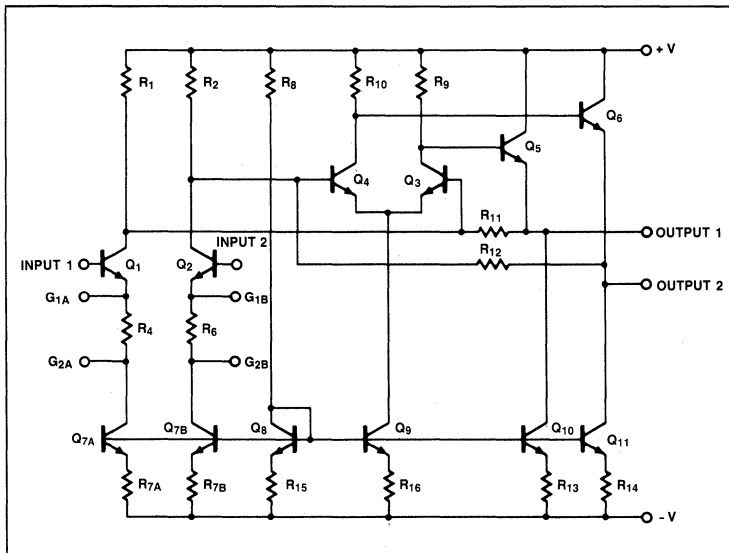 + V
R1 R2 R8 R10 R9
Q6
Q5
Q4 Q3
R11
OUTPUT 1
INPUT 2
R12
INPUT 1 Q1 Q2
OUTPUT 2
G1A G1B
R4 R6
G2A G2B
Q7A Q7B Q8 Q9 Q10 Q11
R7A R7B R15 R16 R13 R14
- V